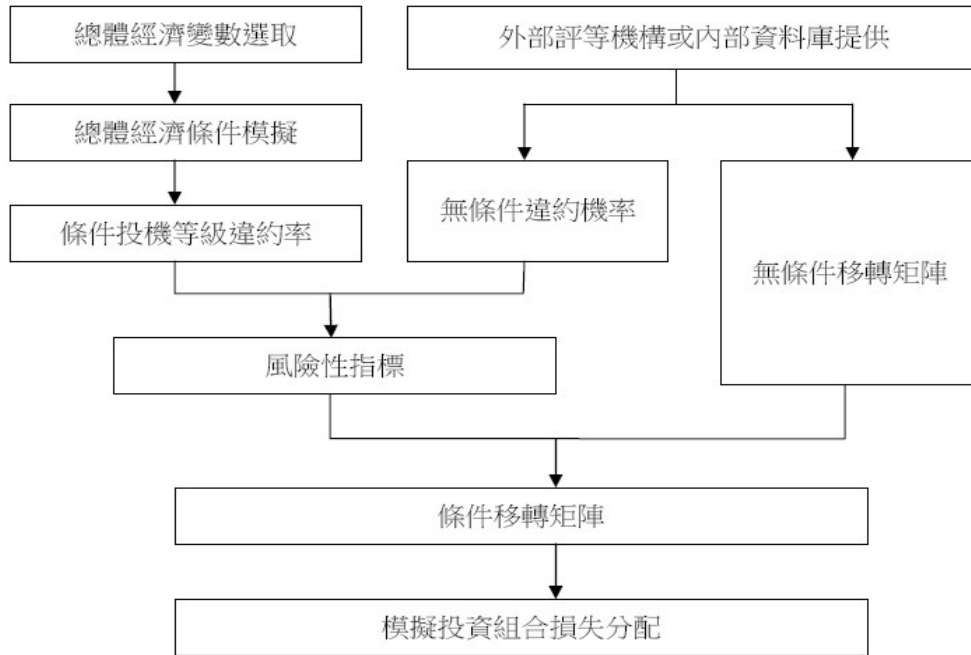 總體經濟變數選取
外部評等機構或內部資料庫提供
總體經濟條件模擬
無條件違約機率
條件投機等級違約率
無條件移轉矩陣
風險性指標
條件移轉矩陣
模擬投資組合損失分配